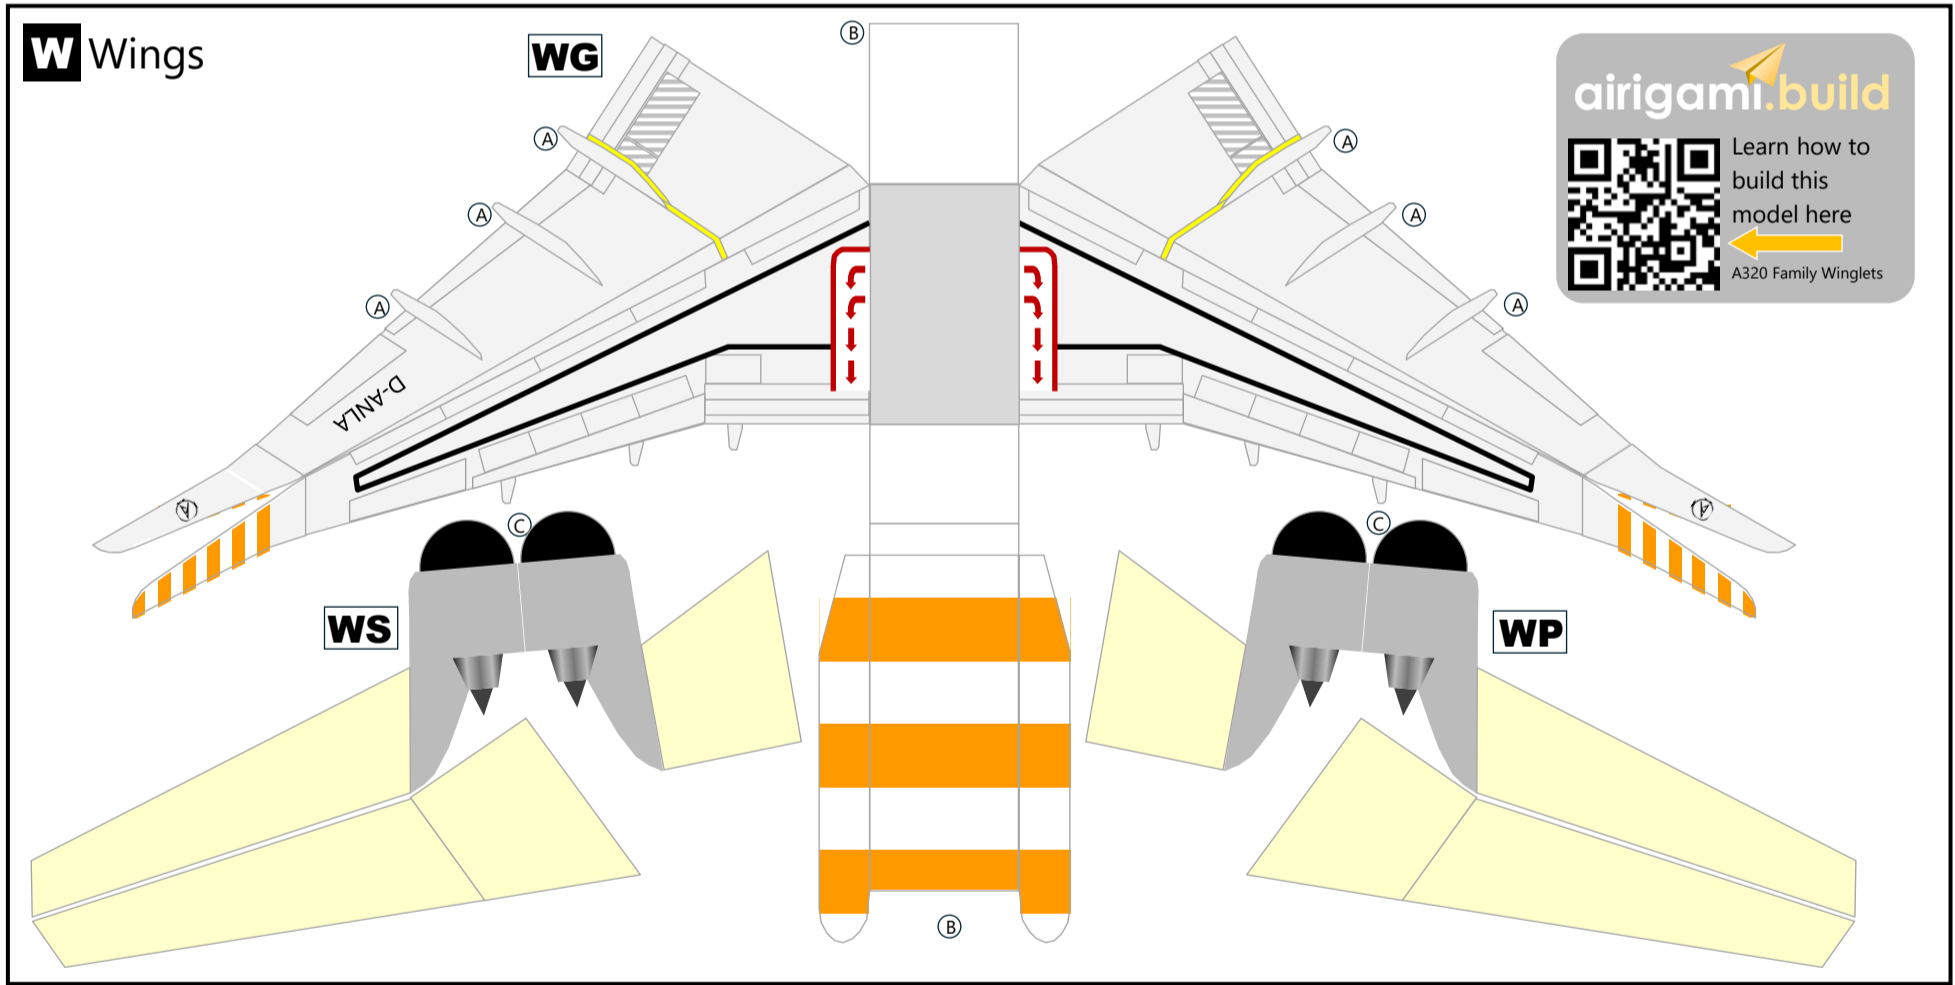 W Wings
WG
B
airigami.build
Learn how to
build this
model here
A320 Family Winglets
A
A
A
A
A
A
D-ANLA
A
A
C
C
WS
WP
B